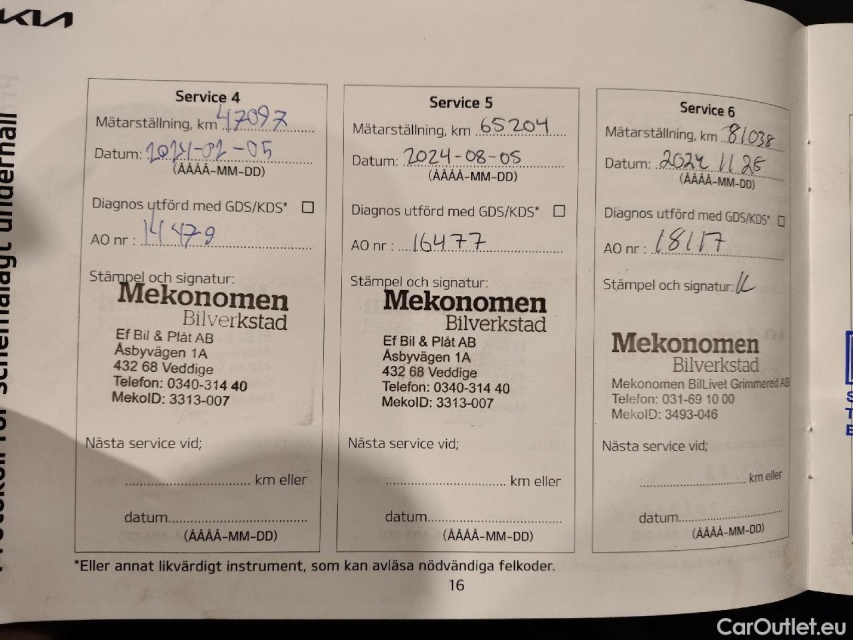 KIA
Protokoll för schemalagt underhåll
Service 4
Mätarställning, km 47097
Datum: 2024-02-05
(ÅÅÅÅ-MM-DD)
Diagnos utförd med GDS/KDS*
AO nr : 14479
Stämpel och signatur:
Mekonomen
Bilverkstad
Ef Bil & Plåt AB
Åsbyvägen 1A
432 68 Veddige
Telefon: 0340-314 40
MekoID: 3313-007
Nästa service vid;
km eller
datum
(ÅÅÅÅ-MM-DD)
Service 5
Mätarställning, km 65204
Datum: 2024-08-05
(ÅÅÅÅ-MM-DD)
Diagnos utförd med GDS/KDS*
AO nr : 16477
Stämpel och signatur:
Mekonomen
Bilverkstad
Ef Bil & Plåt AB
Åsbyvägen 1A
432 68 Veddige
Telefon: 0340-314 40
MekoID: 3313-007
Nästa service vid;
km eller
datum
(ÅÅÅÅ-MM-DD)
Service 6
Mätarställning, km 81038
Datum: 2024 11 25
(ÅÅÅÅ-MM-DD)
Diagnos utförd med GDS/KDS*
AO nr : 18117
Stämpel och signatur:
Mekonomen
Bilverkstad
Mekonomen BilLivet Grimmered AB
Telefon: 031-69 10 00
MekoID: 3493-046
Nästa service vid;
km eller
datum
(ÅÅÅÅ-MM-DD)
*Eller annat likvärdigt instrument, som kan avläsa nödvändiga felkoder.
16
CarOutlet.eu